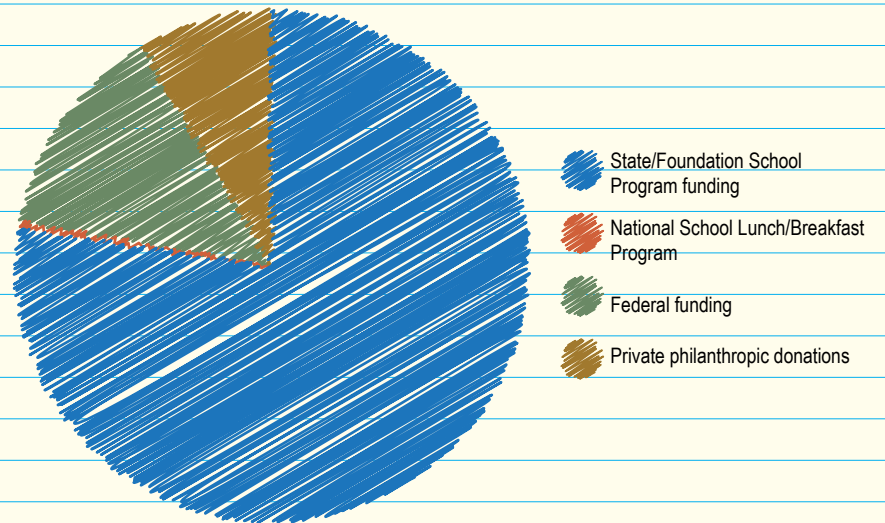 State/Foundation School
Program funding
National School Lunch/Breakfast
Program
Federal funding
Private philanthropic donations